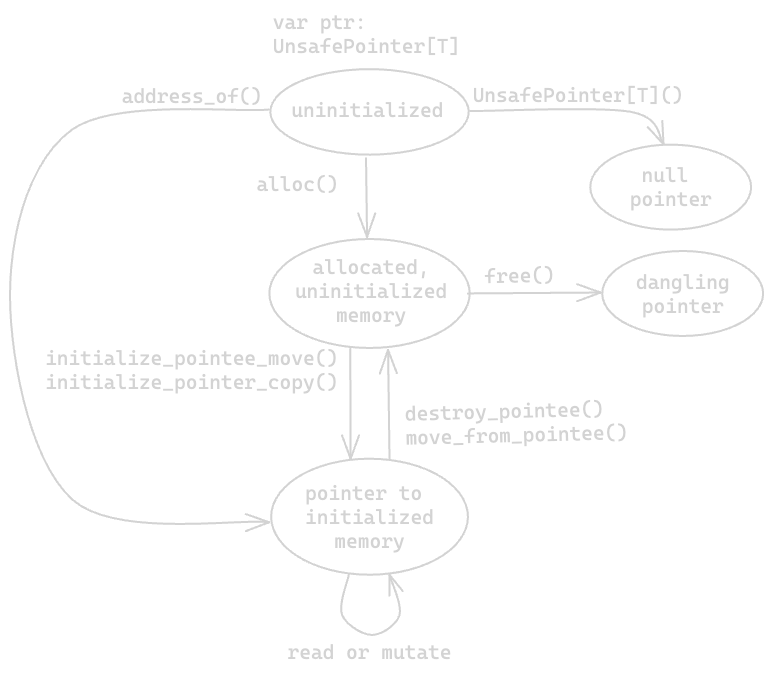 var ptr:
UnsafePointer[T]
address_of()
uninitialized
UnsafePointer[T]()
null
pointer
alloc()
allocated,
uninitialized
memory
free()
dangling
pointer
initialize_pointee_move()
initialize_pointer_copy()
destroy_pointee()
move_from_pointee()
pointer to
initialized
memory
read or mutate